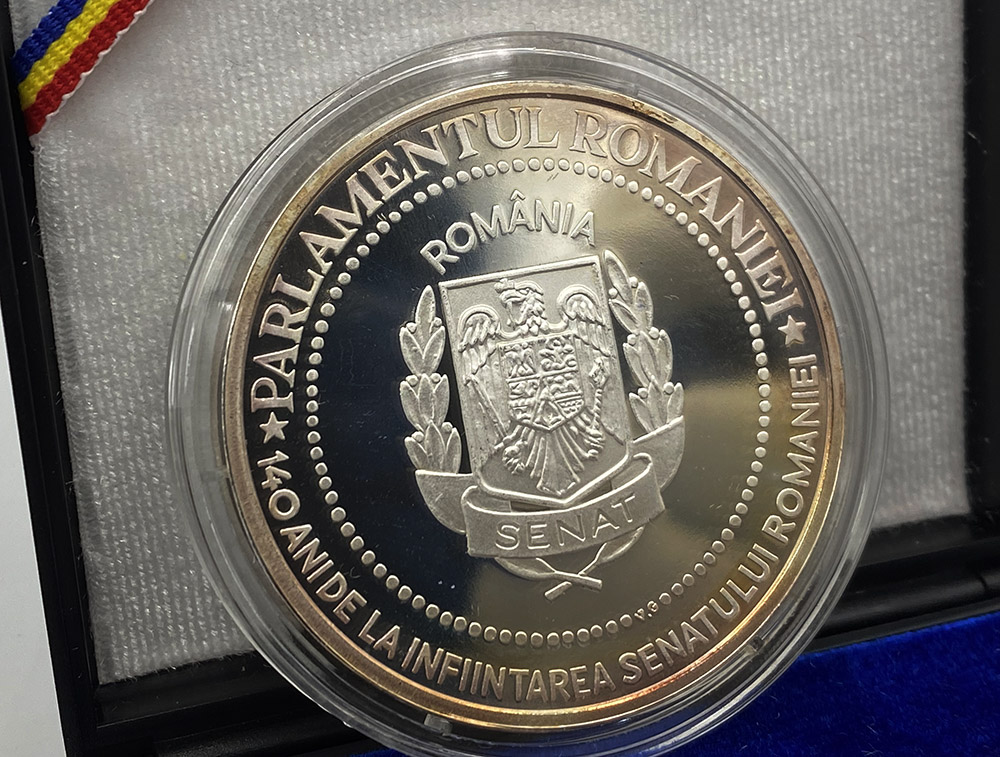 PARLAMENTUL ROMANIEI
ROMÂNIA
SENAT
V.G
140 ANI DE LA INFIINTAREA SENATULUI ROMANIEI